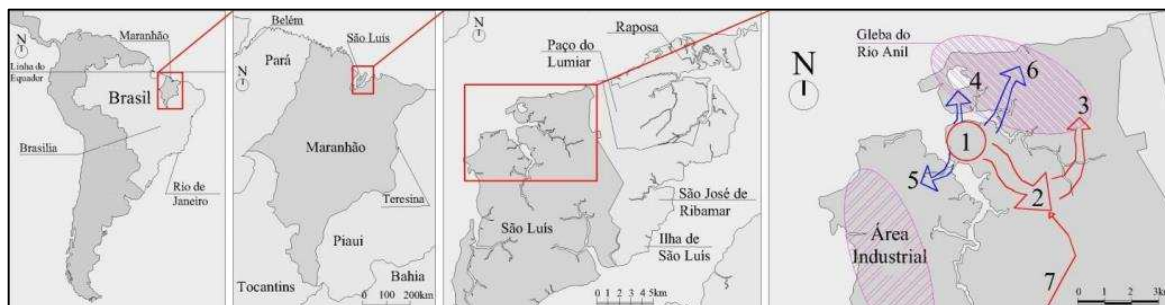 N
Maranhão
Linha do
Equador
Brasil
Brasilia
Rio de
Janeiro
Belém
São Luís
Pará
N
Maranhão
Teresina
Piaui
Bahia
Tocantins
0 100 200km
N
Raposa
Paço do
Lumiar
São José de
Ribamar
São Luís
Ilha de
São Luís
0 1 2 3 4 5km
Gleba do
Rio Anil
N
6
4
3
1
5
2
Área
Industrial
7
0 1 2 3km